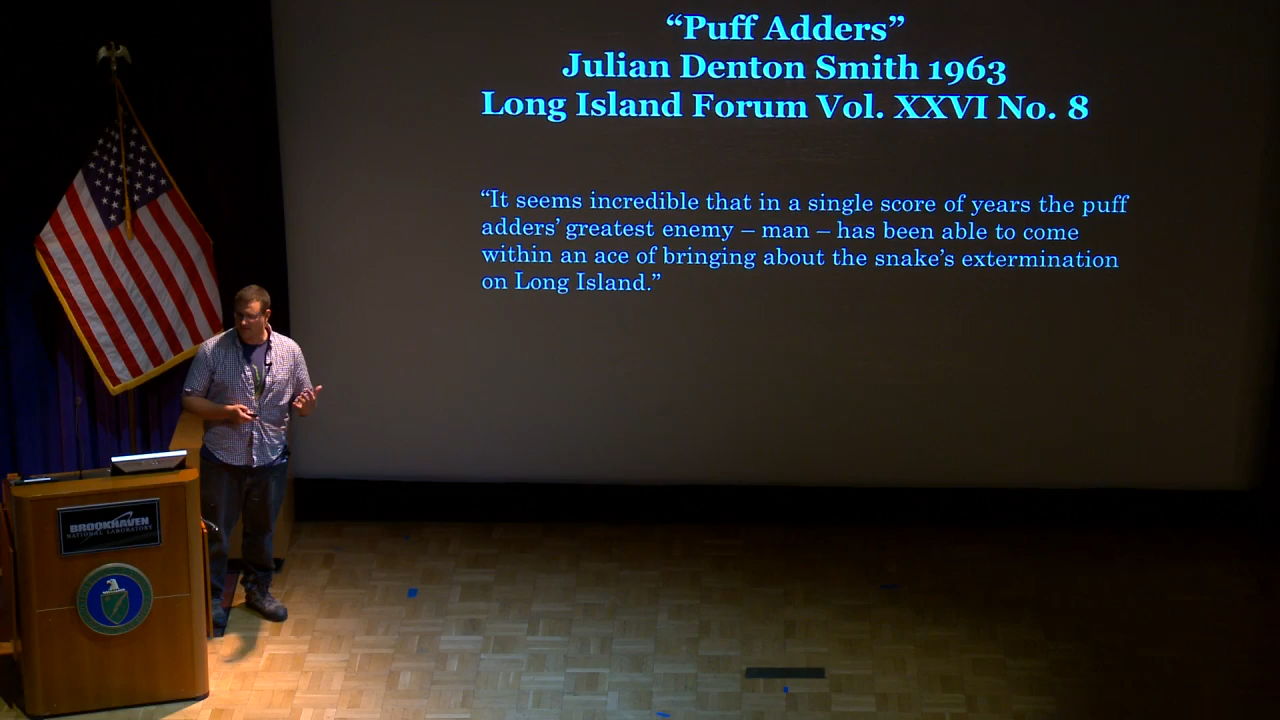 “Puff Adders”
Julian Denton Smith 1963
Long Island Forum Vol. XXVI No. 8
“It seems incredible that in a single score of years the puff
adders’ greatest enemy – man – has been able to come
within an ace of bringing about the snake’s extermination
on Long Island.”
BROOKHAVEN
NATIONAL LABORATORY